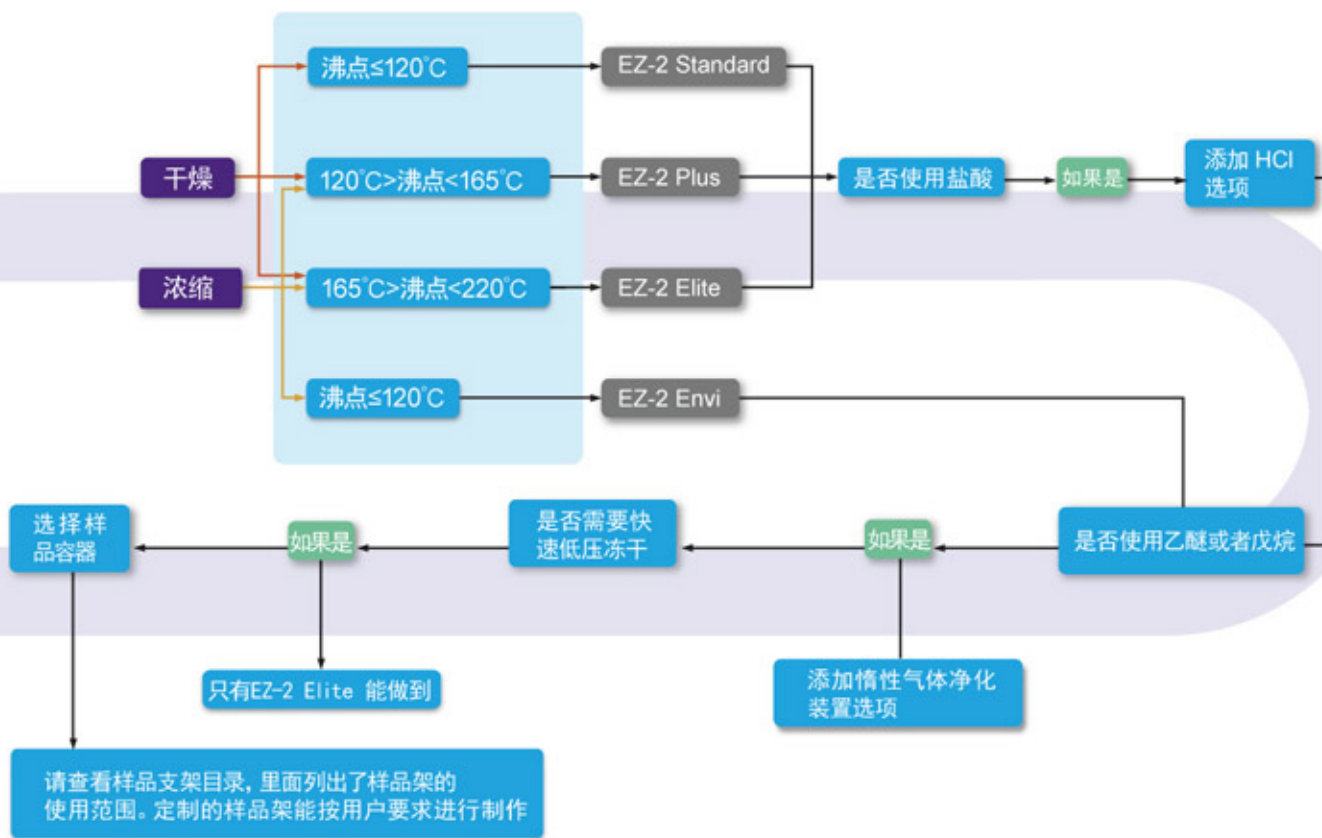 沸点≤120°C
EZ-2 Standard
干燥
120°C>沸点<165°C
EZ-2 Plus
是否使用盐酸
如果是
添加 HCl
选项
浓缩
165°C>沸点<220°C
EZ-2 Elite
沸点≤120°C
EZ-2 Envi
选择样
品容器
如果是
是否需要快
速低压冻干
如果是
是否使用乙醚或者戊烷
只有EZ-2 Elite 能做到
添加惰性气体净化
装置选项
请查看样品支架目录, 里面列出了样品架的
使用范围。定制的样品架能按用户要求进行制作